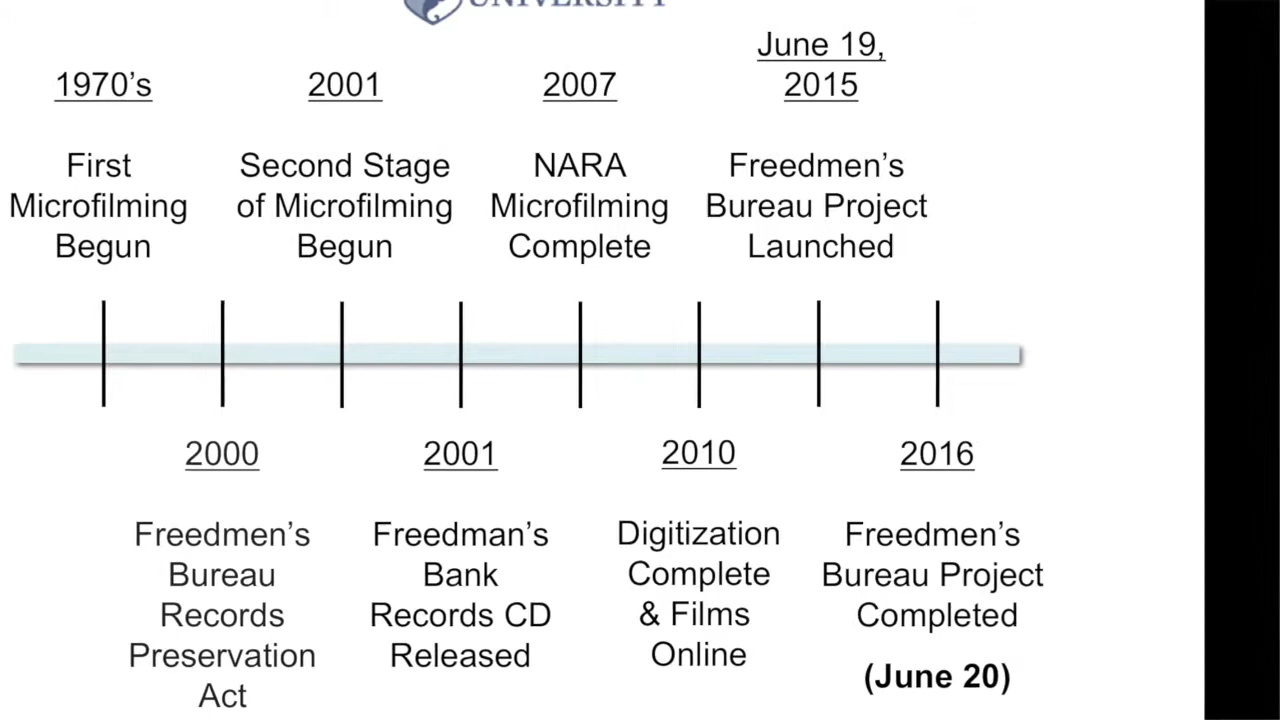 UNIVERSITY
1970's
First
Microfilming
Begun
2001
Second Stage
of Microfilming
Begun
2007
NARA
Microfilming
Complete
June 19,
2015
Freedmen's
Bureau Project
Launched
2000
Freedmen's
Bureau
Records
Preservation
Act
2001
Freedman's
Bank
Records CD
Released
2010
Digitization
Complete
& Films
Online
2016
Freedmen's
Bureau Project
Completed
(June 20)